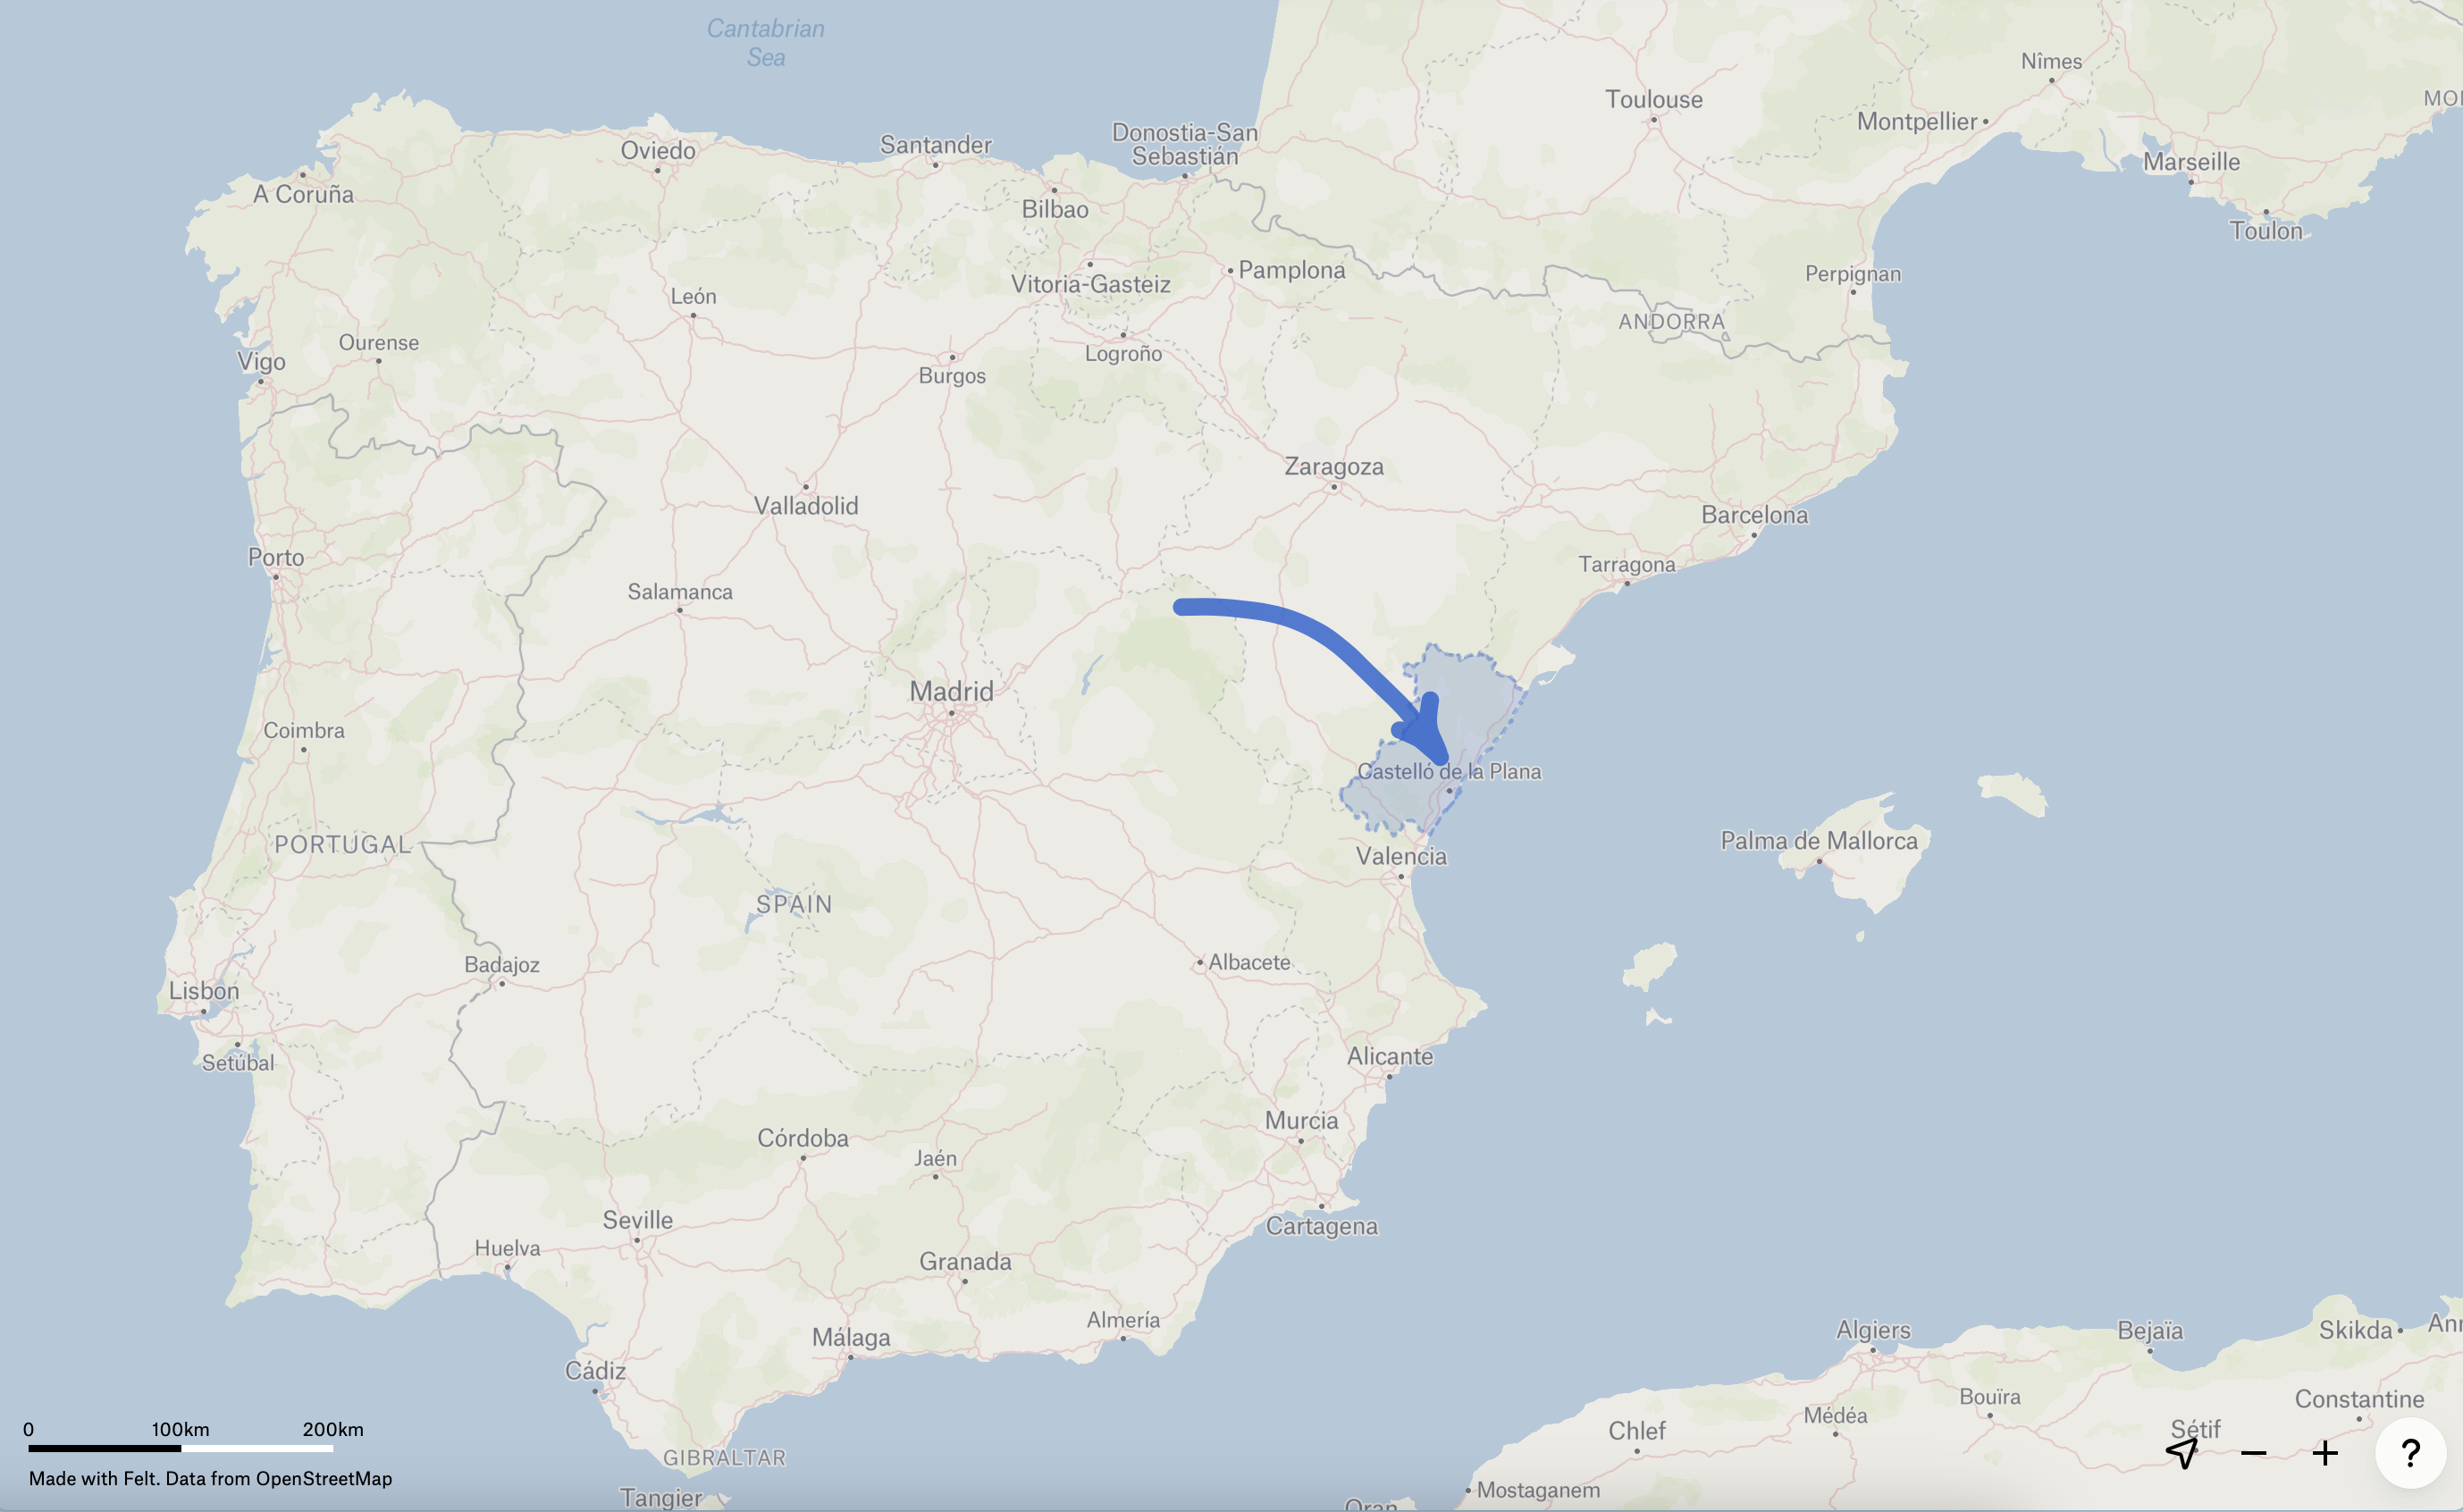 Cantabrian
Sea
Nîmes
Toulouse
Montpellier
Donostia-San
Sebastián
Santander
Oviedo
Marseille
A Coruña
Bilbao
Toulon
Pamplona
Perpignan
Vitoria-Gasteiz
León
ANDORRA
Ourense
Logroño
Vigo
Burgos
Zaragoza
Valladolid
Barcelona
Porto
Tarragona
Salamanca
Madrid
Coimbra
Castelló de la Plana
PORTUGAL
Palma de Mallorca
Valencia
SPAIN
Badajoz
Albacete
Lisbon
Setúbal
Alicante
Murcia
Córdoba
Jaén
Seville
Cartagena
Huelva
Granada
Almería
Málaga
Algiers
Bejaïa
Skikda
Cádiz
Bouïra
Constantine
Médéa
Chlef
Sétif
0 100km 200km
GIBRALTAR
Made with Felt. Data from OpenStreetMap
?
Mostaganem
Tangier
Oran